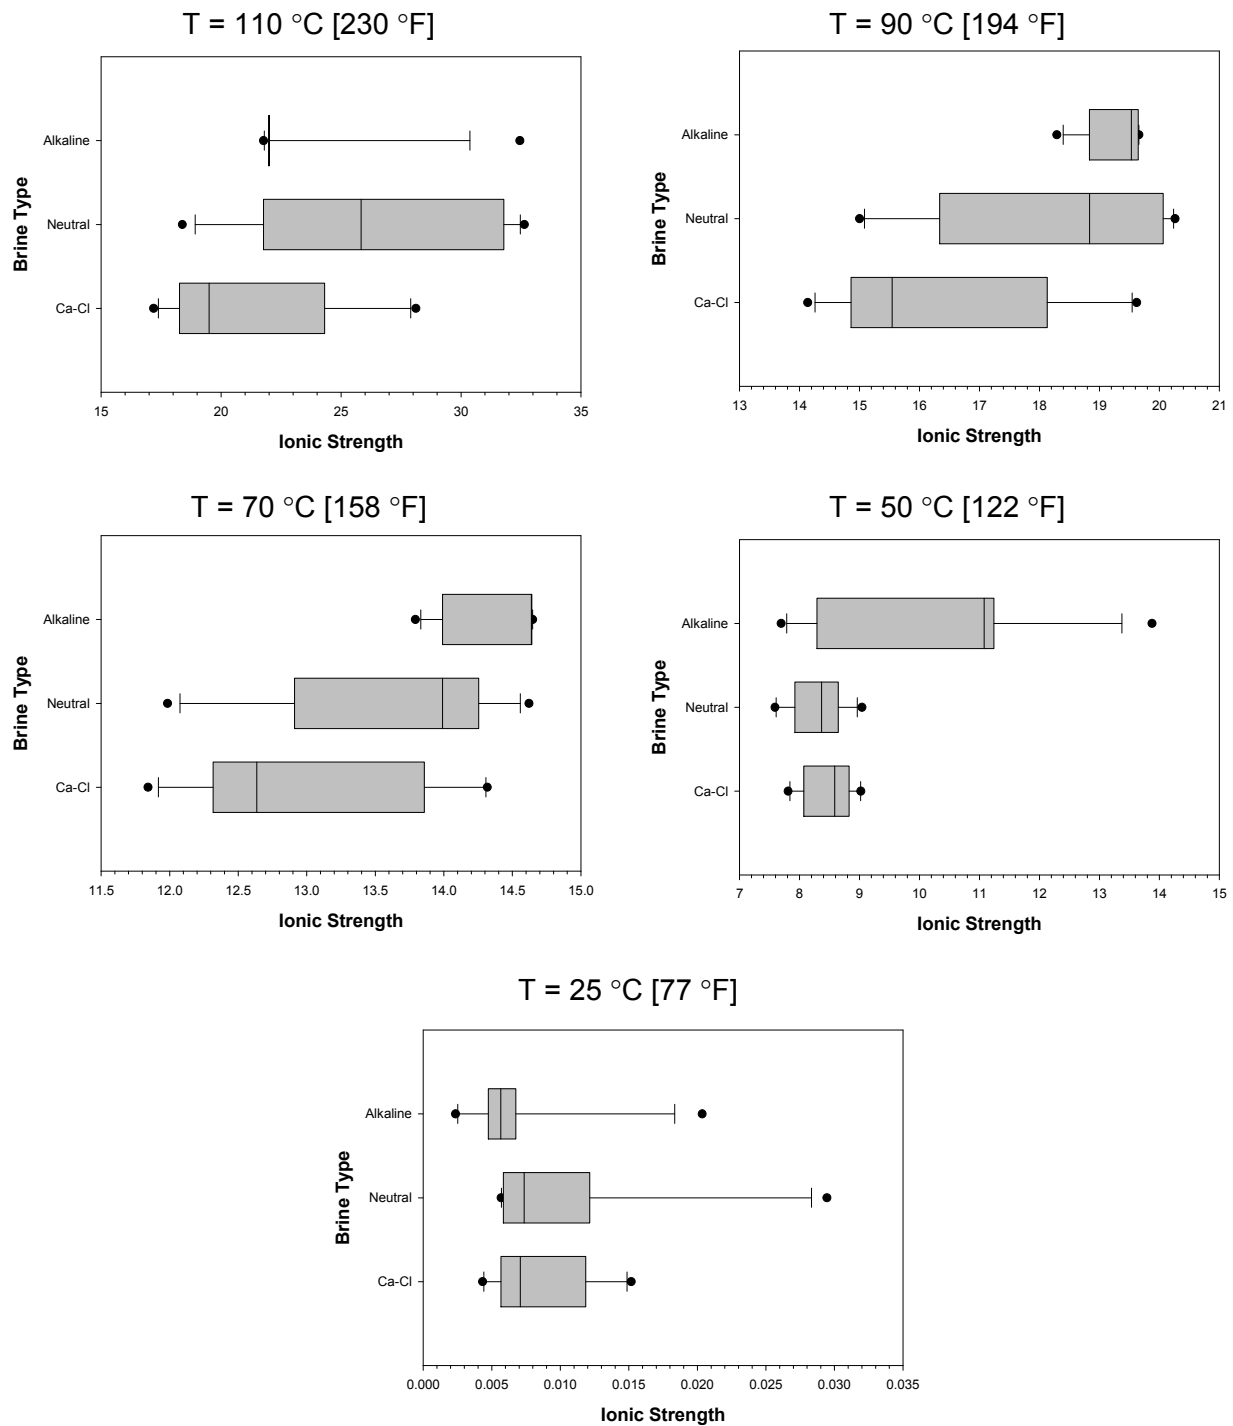 T = 110 °C [230 °F]
Alkaline
Neutral
Ca-Cl
Brine Type
15 20 25 30 35
Ionic Strength
T = 90 °C [194 °F]
Alkaline
Neutral
Ca-Cl
Brine Type
13 14 15 16 17 18 19 20 21
Ionic Strength
T = 70 °C [158 °F]
Alkaline
Neutral
Ca-Cl
Brine Type
11.5 12.0 12.5 13.0 13.5 14.0 14.5 15.0
Ionic Strength
T = 50 °C [122 °F]
Alkaline
Neutral
Ca-Cl
Brine Type
7 8 9 10 11 12 13 14 15
Ionic Strength
T = 25 °C [77 °F]
Alkaline
Neutral
Ca-Cl
Brine Type
0.000 0.005 0.010 0.015 0.020 0.025 0.030 0.035
Ionic Strength